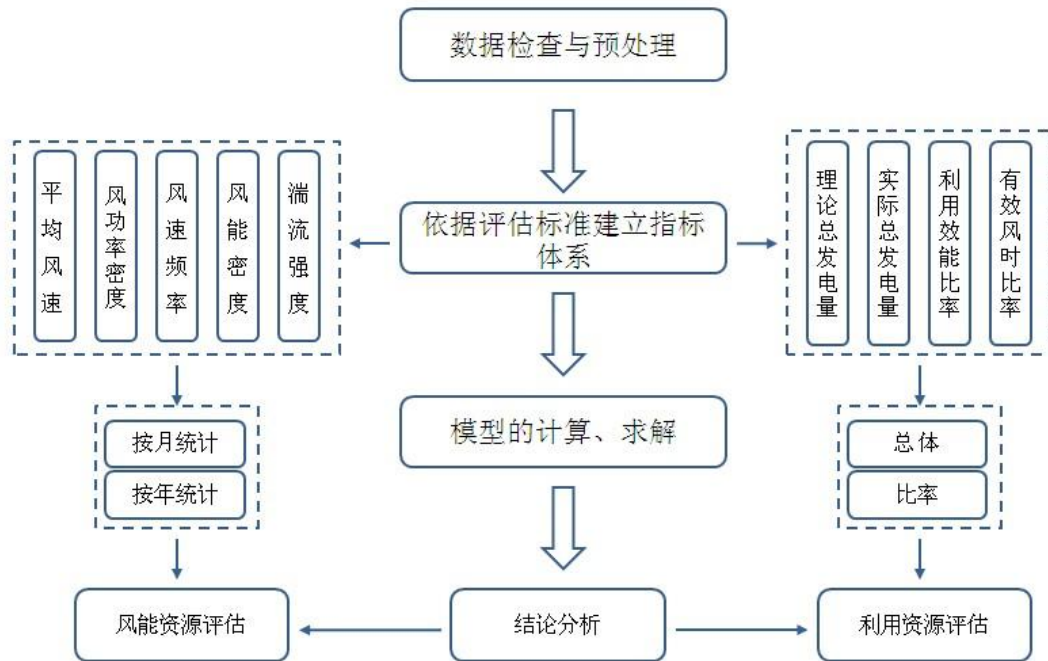 数据检查与预处理
平均风速
风功率密度
风速频率
风能密度
湍流强度
依据评估标准建立指标
体系
理论总发电量
实际总发电量
利用效能比率
有效风时比率
按月统计
按年统计
模型的计算、求解
总体
比率
风能资源评估
结论分析
利用资源评估